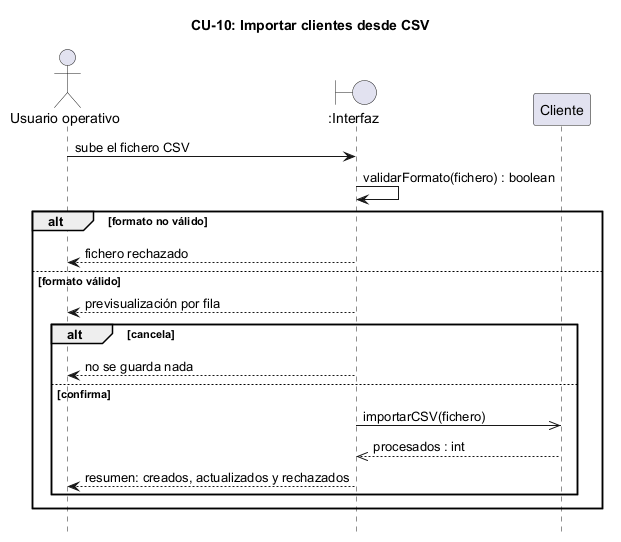 CU-10: Importar clientes desde CSV
Usuario operativo
:Interfaz
Cliente
sube el fichero CSV
validarFormato(fichero) : boolean
alt
[formato no válido]
fichero rechazado
[formato válido]
previsualización por fila
alt
[cancela]
no se guarda nada
[confirma]
importarCSV(fichero)
procesados : int
resumen: creados, actualizados y rechazados